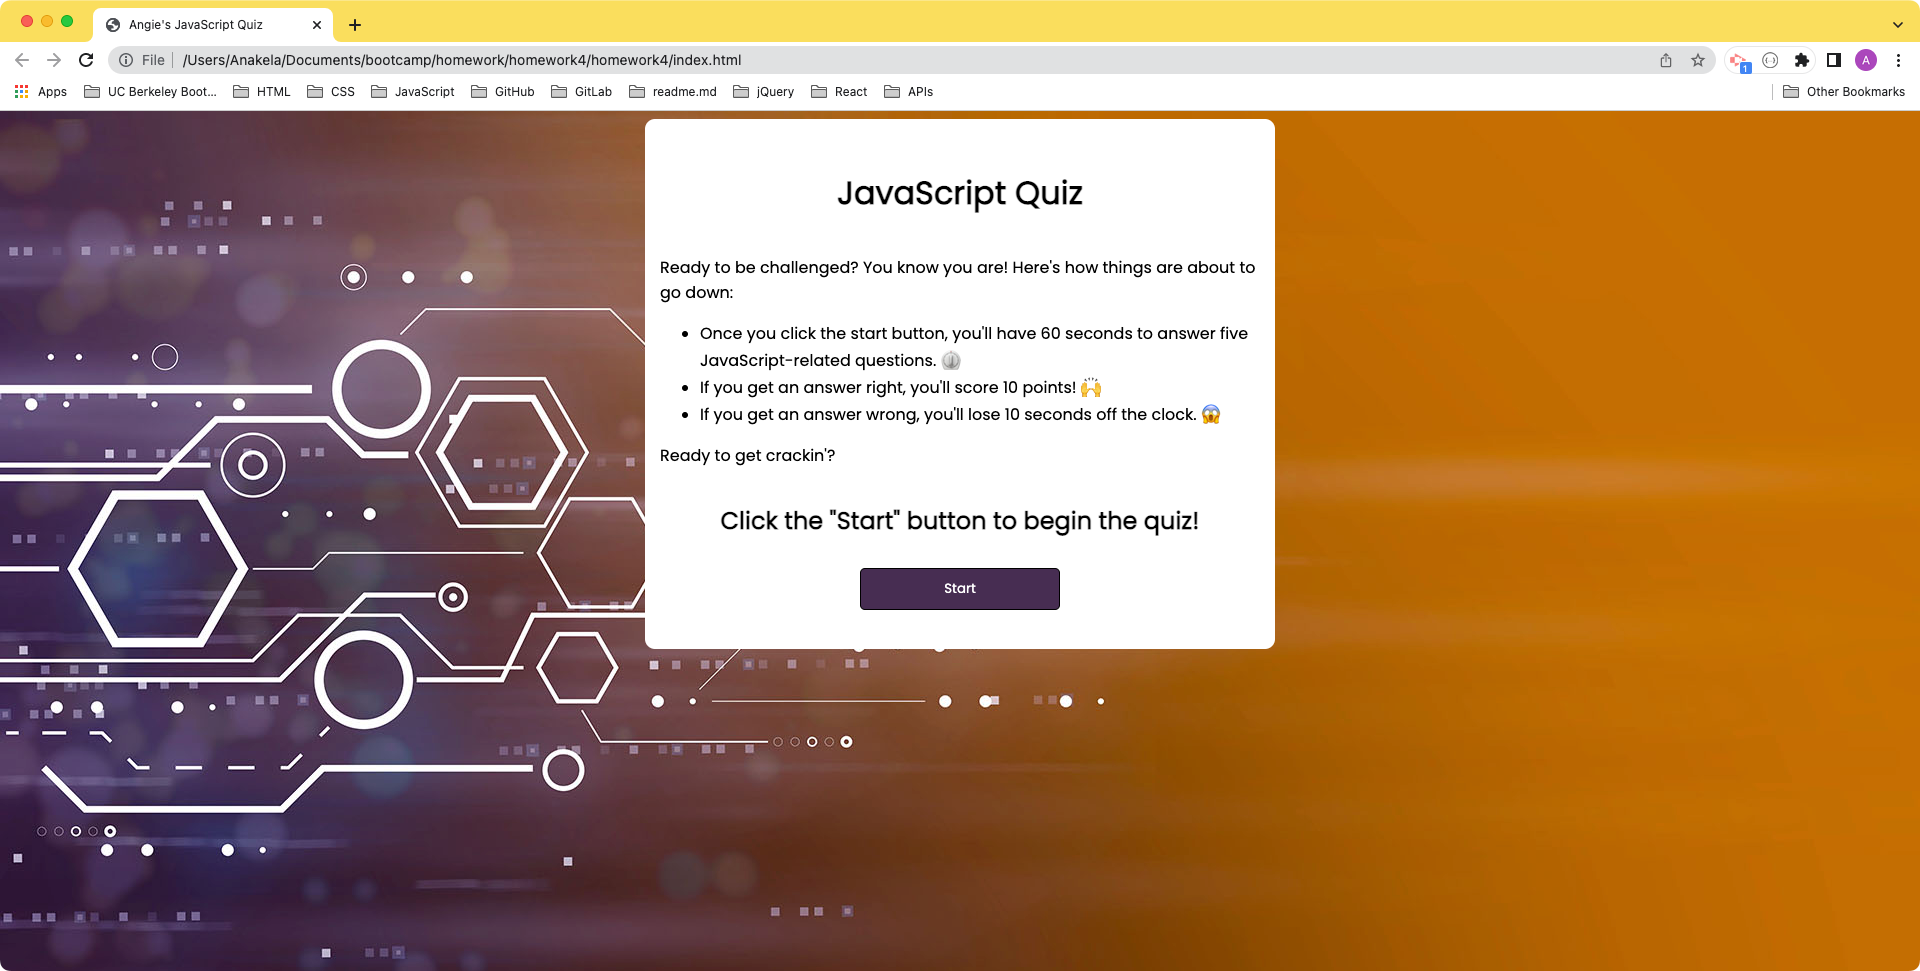 Angie's JavaScript Quiz
File
/Users/Anakela/Documents/bootcamp/homework/homework4/homework4/index.html
1
A
Apps
UC Berkeley Boot...
HTML
CSS
JavaScript
GitHub
GitLab
readme.md
jQuery
React
APIs
Other Bookmarks
JavaScript Quiz
Ready to be challenged? You know you are! Here's how things are about to
go down:
• Once you click the start button, you'll have 60 seconds to answer five
JavaScript-related questions.
• If you get an answer right, you'll score 10 points! 🙌
• If you get an answer wrong, you'll lose 10 seconds off the clock. 😱
Ready to get crackin'?
Click the "Start" button to begin the quiz!
Start